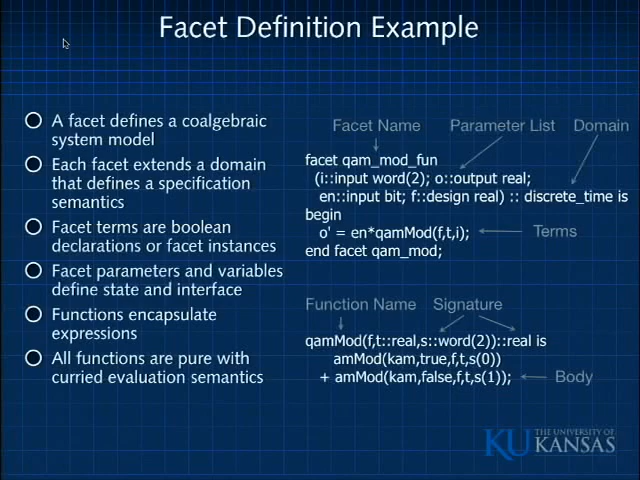 Facet Definition Example
A facet defines a coalgebraic
system model
Each facet extends a domain
that defines a specification
semantics
Facet terms are boolean
declarations or facet instances
Facet parameters and variables
define state and interface
Functions encapsulate
expressions
All functions are pure with
curried evaluation semantics
Facet Name Parameter List Domain
facet qam_mod_fun
(i::input word(2); o::output real;
en::input bit; f::design real) :: discrete_time is
begin
o' = en*qamMod(f,t,i);
Terms
end facet qam_mod;
Function Name Signature
qamMod(f,t::real,s::word(2))::real is
amMod(kam,true,f,t,s(0))
+ amMod(kam,false,f,t,s(1));
Body
KU THE UNIVERSITY OF
KANSAS